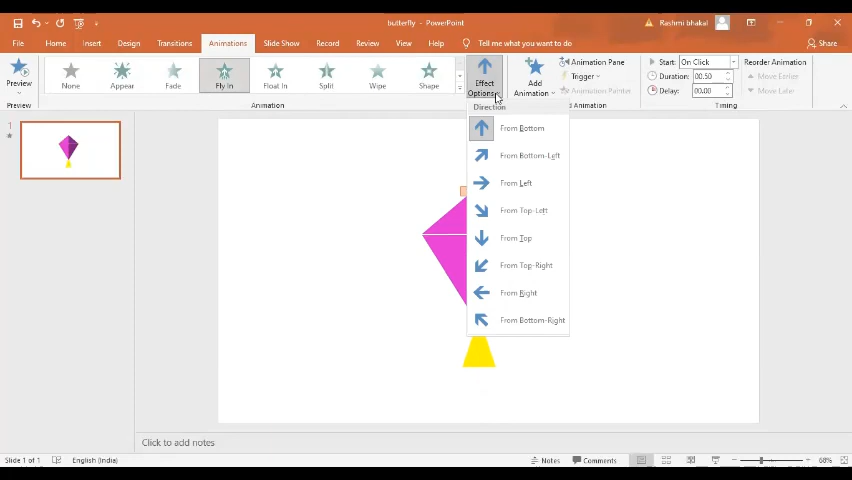 butterfly - PowerPoint
Rashmi bhakal
File Home Insert Design Transitions Animations Slide Show Record Review View Help Tell me what you want to do Share
Preview
None Appear Fade Fly In Float In Split Wipe Shape
Effect Options
Add Animation
Animation Pane
Trigger
Animation Painter
Start: On Click
Duration: 00.50
Delay: 00.00
Reorder Animation
Move Earlier
Move Later
Preview Animation d Animation Timing
Direction
From Bottom
From Bottom-Left
From Left
From Top-Left
From Top
From Top-Right
From Right
From Bottom-Right
1
Click to add notes
Slide 1 of 1 English (India) Notes Comments 68%